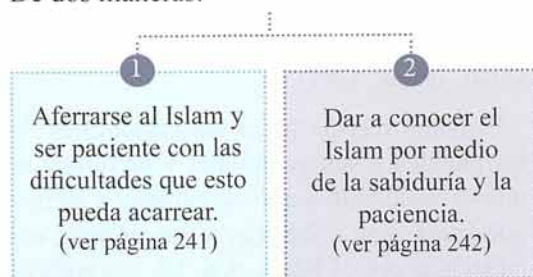 De dos maneras:
1
Aferrarse al Islam y
ser paciente con las
dificultades que esto
pueda acarrear.
(ver página 241)
2
Dar a conocer el
Islam por medio
de la sabiduría y la
paciencia.
(ver página 242)